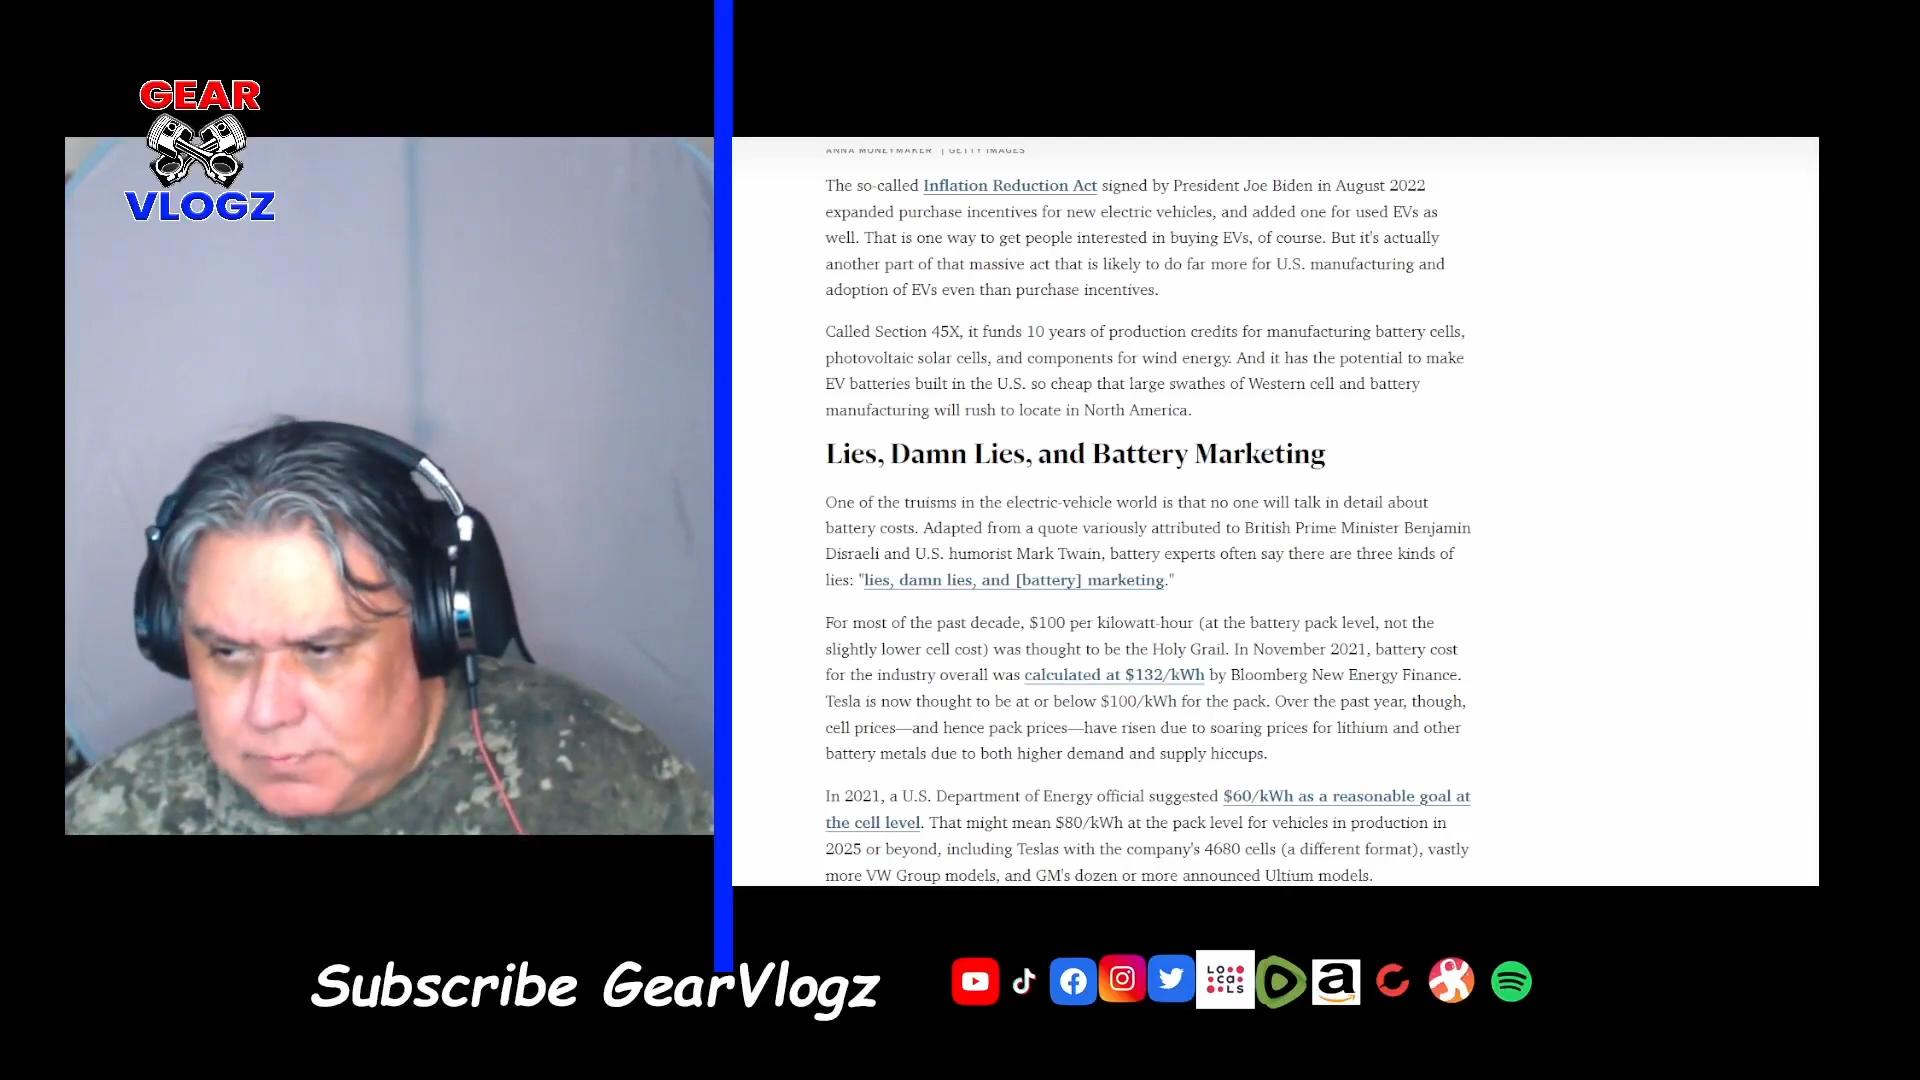 GEAR
VLOGZ
ANNA MONEYMAKER | GETTY IMAGES
The so-called Inflation Reduction Act signed by President Joe Biden in August 2022
expanded purchase incentives for new electric vehicles, and added one for used EVs as
well. That is one way to get people interested in buying EVs, of course. But it's actually
another part of that massive act that is likely to do far more for U.S. manufacturing and
adoption of EVs even than purchase incentives.
Called Section 45X, it funds 10 years of production credits for manufacturing battery cells,
photovoltaic solar cells, and components for wind energy. And it has the potential to make
EV batteries built in the U.S. so cheap that large swathes of Western cell and battery
manufacturing will rush to locate in North America.
Lies, Damn Lies, and Battery Marketing
One of the truisms in the electric-vehicle world is that no one will talk in detail about
battery costs. Adapted from a quote variously attributed to British Prime Minister Benjamin
Disraeli and U.S. humorist Mark Twain, battery experts often say there are three kinds of
lies: "lies, damn lies, and [battery] marketing."
For most of the past decade, $100 per kilowatt-hour (at the battery pack level, not the
slightly lower cell cost) was thought to be the Holy Grail. In November 2021, battery cost
for the industry overall was calculated at $132/kWh by Bloomberg New Energy Finance.
Tesla is now thought to be at or below $100/kWh for the pack. Over the past year, though,
cell prices—and hence pack prices—have risen due to soaring prices for lithium and other
battery metals due to both higher demand and supply hiccups.
In 2021, a U.S. Department of Energy official suggested $60/kWh as a reasonable goal at
the cell level. That might mean $80/kWh at the pack level for vehicles in production in
2025 or beyond, including Teslas with the company's 4680 cells (a different format), vastly
more VW Group models, and GM's dozen or more announced Ultium models.
Subscribe GearVlogz
LOCALS